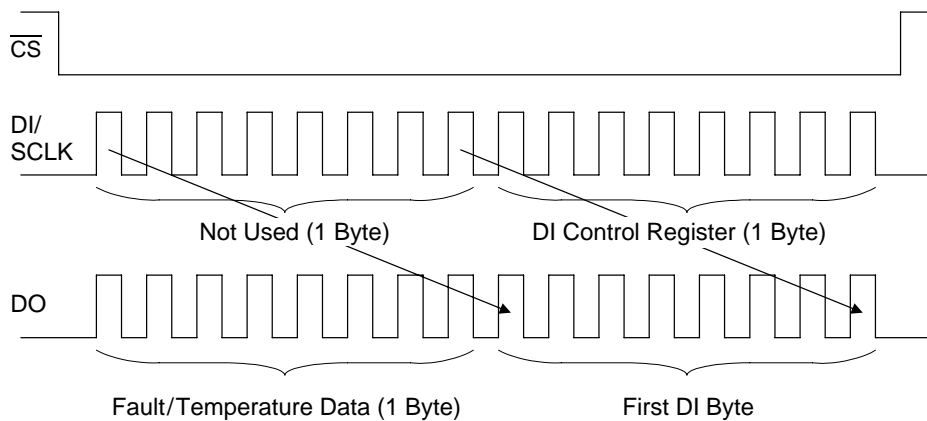 CS
DI/
SCLK
Not Used (1 Byte)
DI Control Register (1 Byte)
DO
Fault/Temperature Data (1 Byte)
First DI Byte